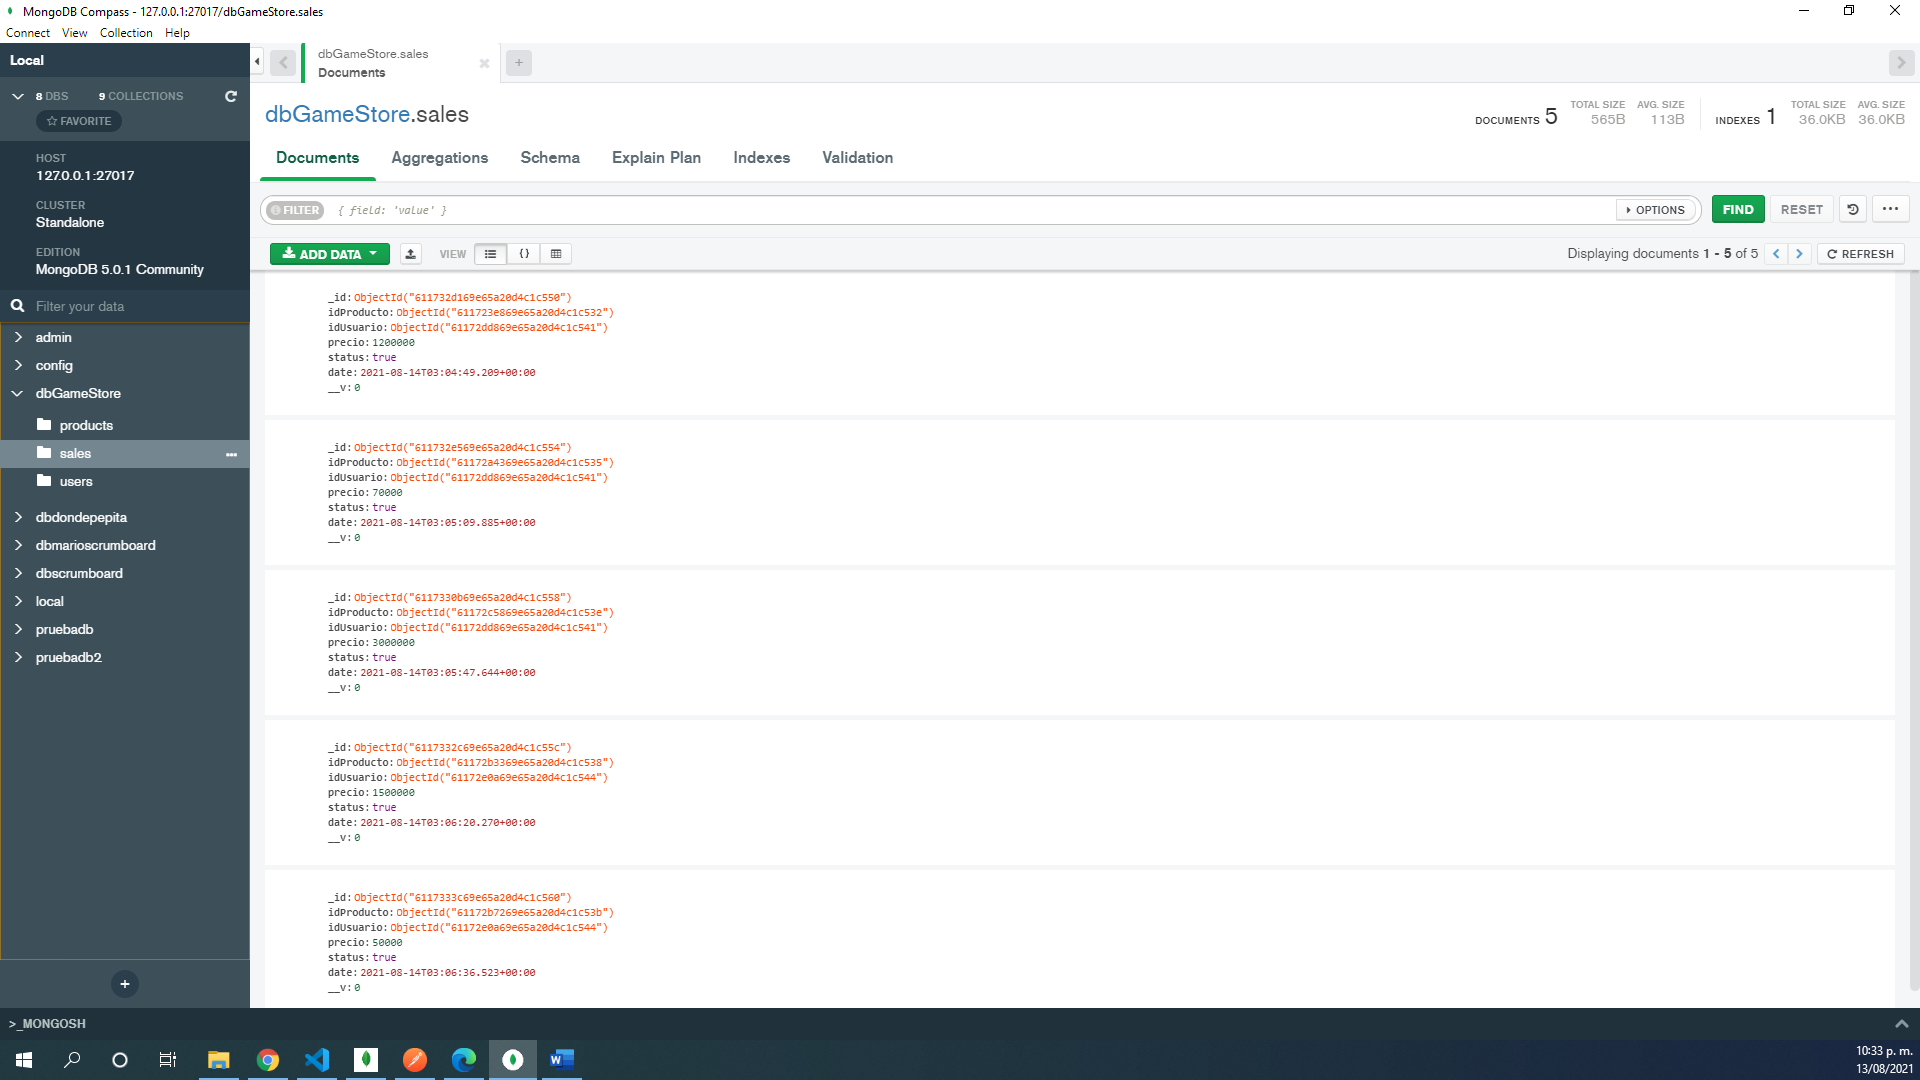 MongoDB Compass - 127.0.0.1:27017/dbGameStore.sales
Connect View Collection Help
Local
8 DBS 9 COLLECTIONS
FAVORITE
HOST
127.0.0.1:27017
CLUSTER
Standalone
EDITION
MongoDB 5.0.1 Community
Filter your data
admin
config
dbGameStore
products
sales
users
dbdondepepita
dbmarioscrumboard
dbscrumboard
local
pruebadb
pruebadb2
dbGameStore.sales
Documents
dbGameStore.sales
DOCUMENTS 5 TOTAL SIZE 565B AVG. SIZE 113B INDEXES 1 TOTAL SIZE 36.0KB AVG. SIZE 36.0KB
Documents Aggregations Schema Explain Plan Indexes Validation
FILTER { field: 'value' } OPTIONS FIND RESET
ADD DATA VIEW Displaying documents 1 - 5 of 5 REFRESH
_id: ObjectId("611732d169e65a20d4c1c550")
idProducto: ObjectId("611723e869e65a20d4c1c532")
idUsuario: ObjectId("61172dd869e65a20d4c1c541")
precio: 1200000
status: true
date: 2021-08-14T03:04:49.209+00:00
__v: 0
_id: ObjectId("611732e569e65a20d4c1c554")
idProducto: ObjectId("61172a4369e65a20d4c1c535")
idUsuario: ObjectId("61172dd869e65a20d4c1c541")
precio: 70000
status: true
date: 2021-08-14T03:05:09.885+00:00
__v: 0
_id: ObjectId("6117330b69e65a20d4c1c558")
idProducto: ObjectId("61172c5869e65a20d4c1c53e")
idUsuario: ObjectId("61172dd869e65a20d4c1c541")
precio: 3000000
status: true
date: 2021-08-14T03:05:47.644+00:00
__v: 0
_id: ObjectId("6117332c69e65a20d4c1c55c")
idProducto: ObjectId("61172b3369e65a20d4c1c538")
idUsuario: ObjectId("61172e0a69e65a20d4c1c544")
precio: 1500000
status: true
date: 2021-08-14T03:06:20.270+00:00
__v: 0
_id: ObjectId("6117333c69e65a20d4c1c560")
idProducto: ObjectId("61172b7269e65a20d4c1c53b")
idUsuario: ObjectId("61172e0a69e65a20d4c1c544")
precio: 50000
status: true
date: 2021-08-14T03:06:36.523+00:00
__v: 0
>_MONGOSH
10:33 p. m.
13/08/2021